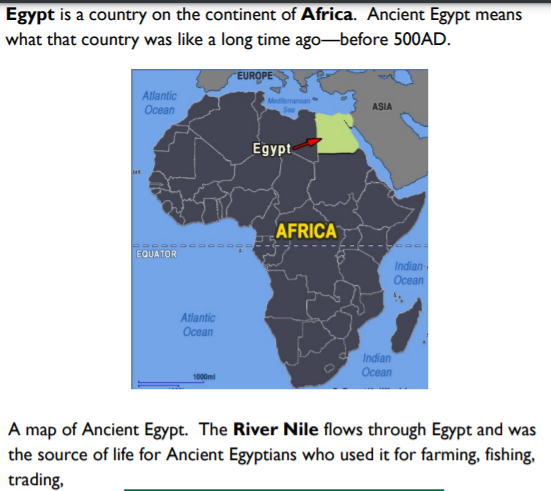 Egypt is a country on the continent of Africa. Ancient Egypt means
what that country was like a long time ago—before 500AD.
EUROPE
Atlantic
Ocean
Mediterranean
Sea
ASIA
Egypt
AFRICA
EQUATOR
Indian
Ocean
Atlantic
Ocean
Indian
Ocean
1000mi
A map of Ancient Egypt. The River Nile flows through Egypt and was
the source of life for Ancient Egyptians who used it for farming, fishing,
trading,